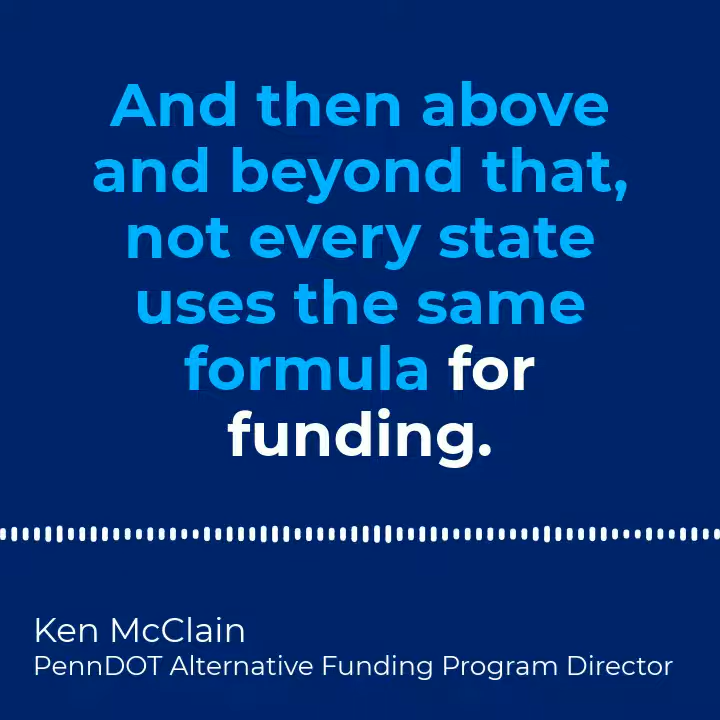 And then above
and beyond that,
not every state
uses the same
formula for
funding.
Ken McClain
PennDOT Alternative Funding Program Director